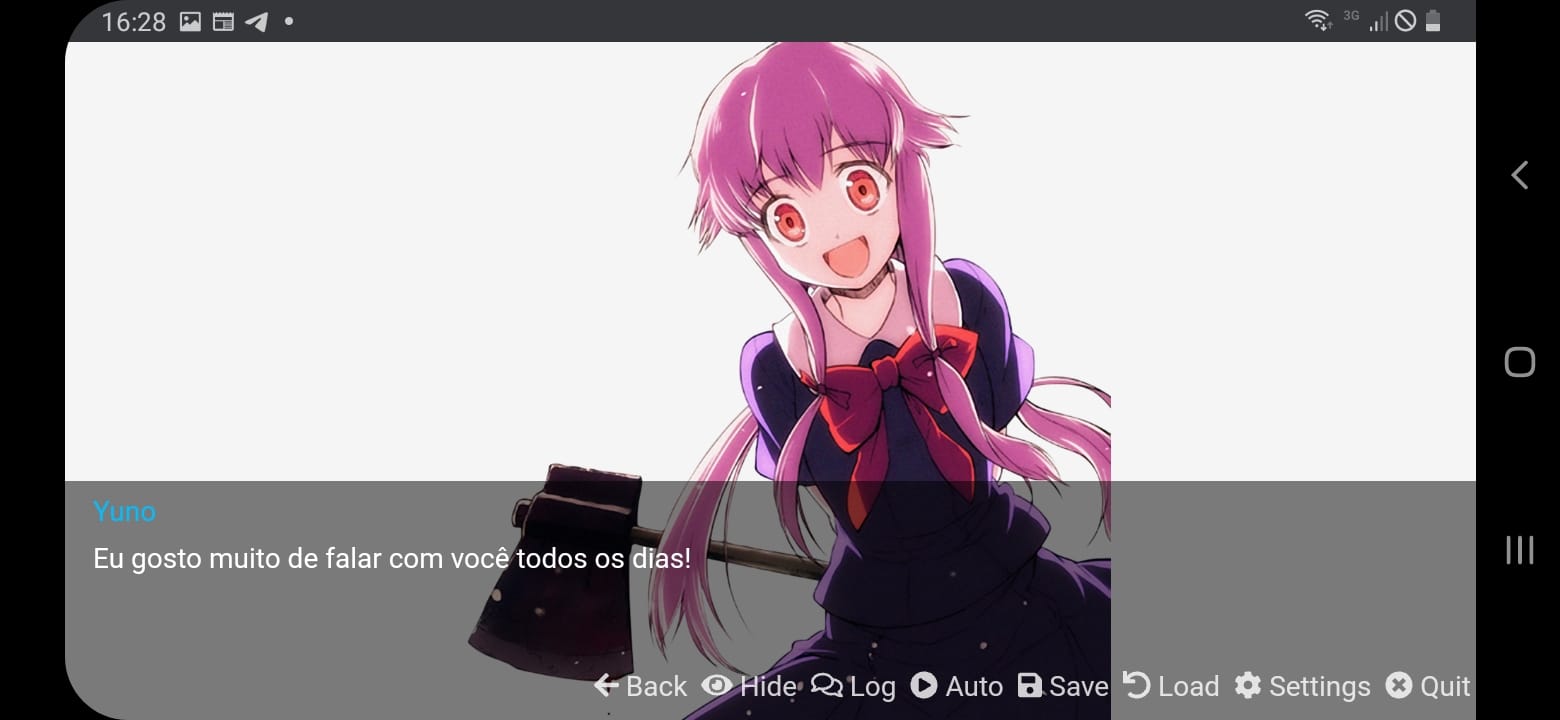 16:28
3G
Yuno
Eu gosto muito de falar com você todos os dias!
Back Hide Log Auto Save Load Settings Quit